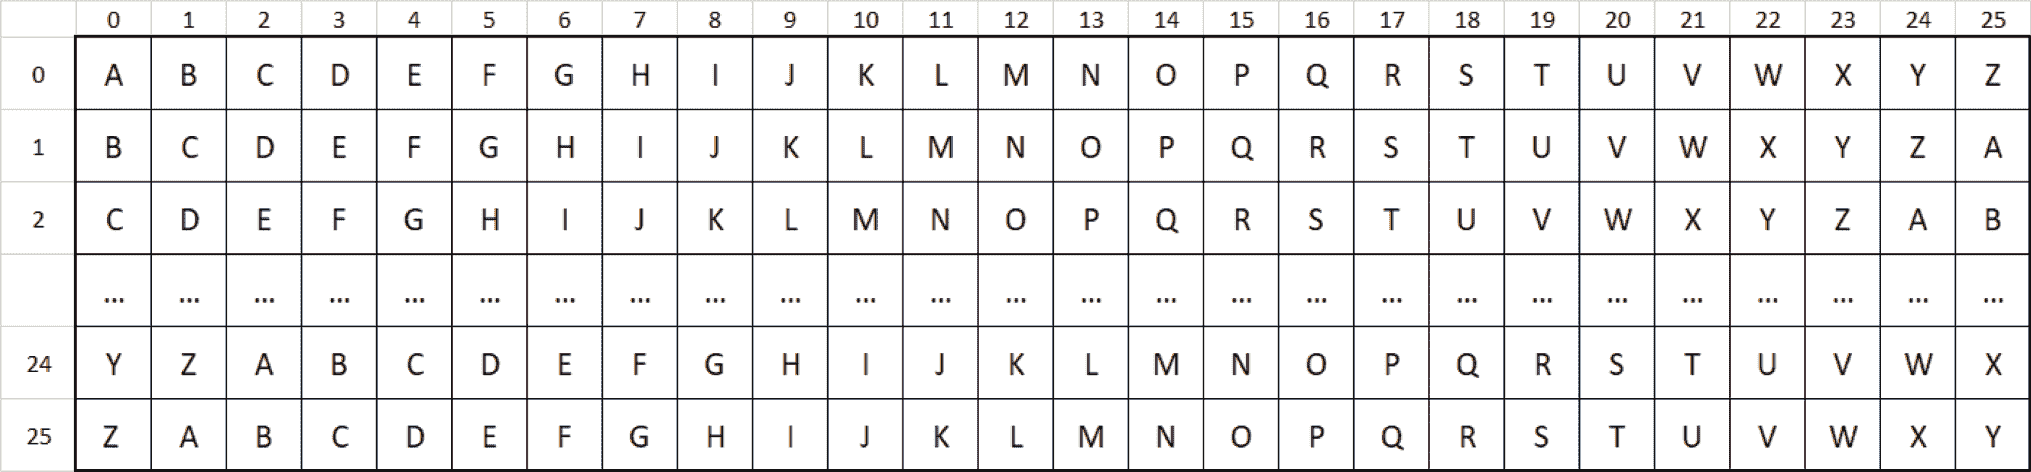 0 1 2 3 4 5 6 7 8 9 10 11 12 13 14 15 16 17 18 19 20 21 22 23 24 25
0 A B C D E F G H I J K L M N O P Q R S T U V W X Y Z
1 B C D E F G H I J K L M N O P Q R S T U V W X Y Z A
2 C D E F G H I J K L M N O P Q R S T U V W X Y Z A B
... ... ... ... ... ... ... ... ... ... ... ... ... ... ... ... ... ... ... ... ... ... ... ... ... ...
24 Y Z A B C D E F G H I J K L M N O P Q R S T U V W X
25 Z A B C D E F G H I J K L M N O P Q R S T U V W X Y